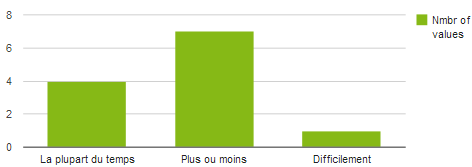 8
6
4
2
0
La plupart du temps
Plus ou moins
Difficilement
Nmbr of
values